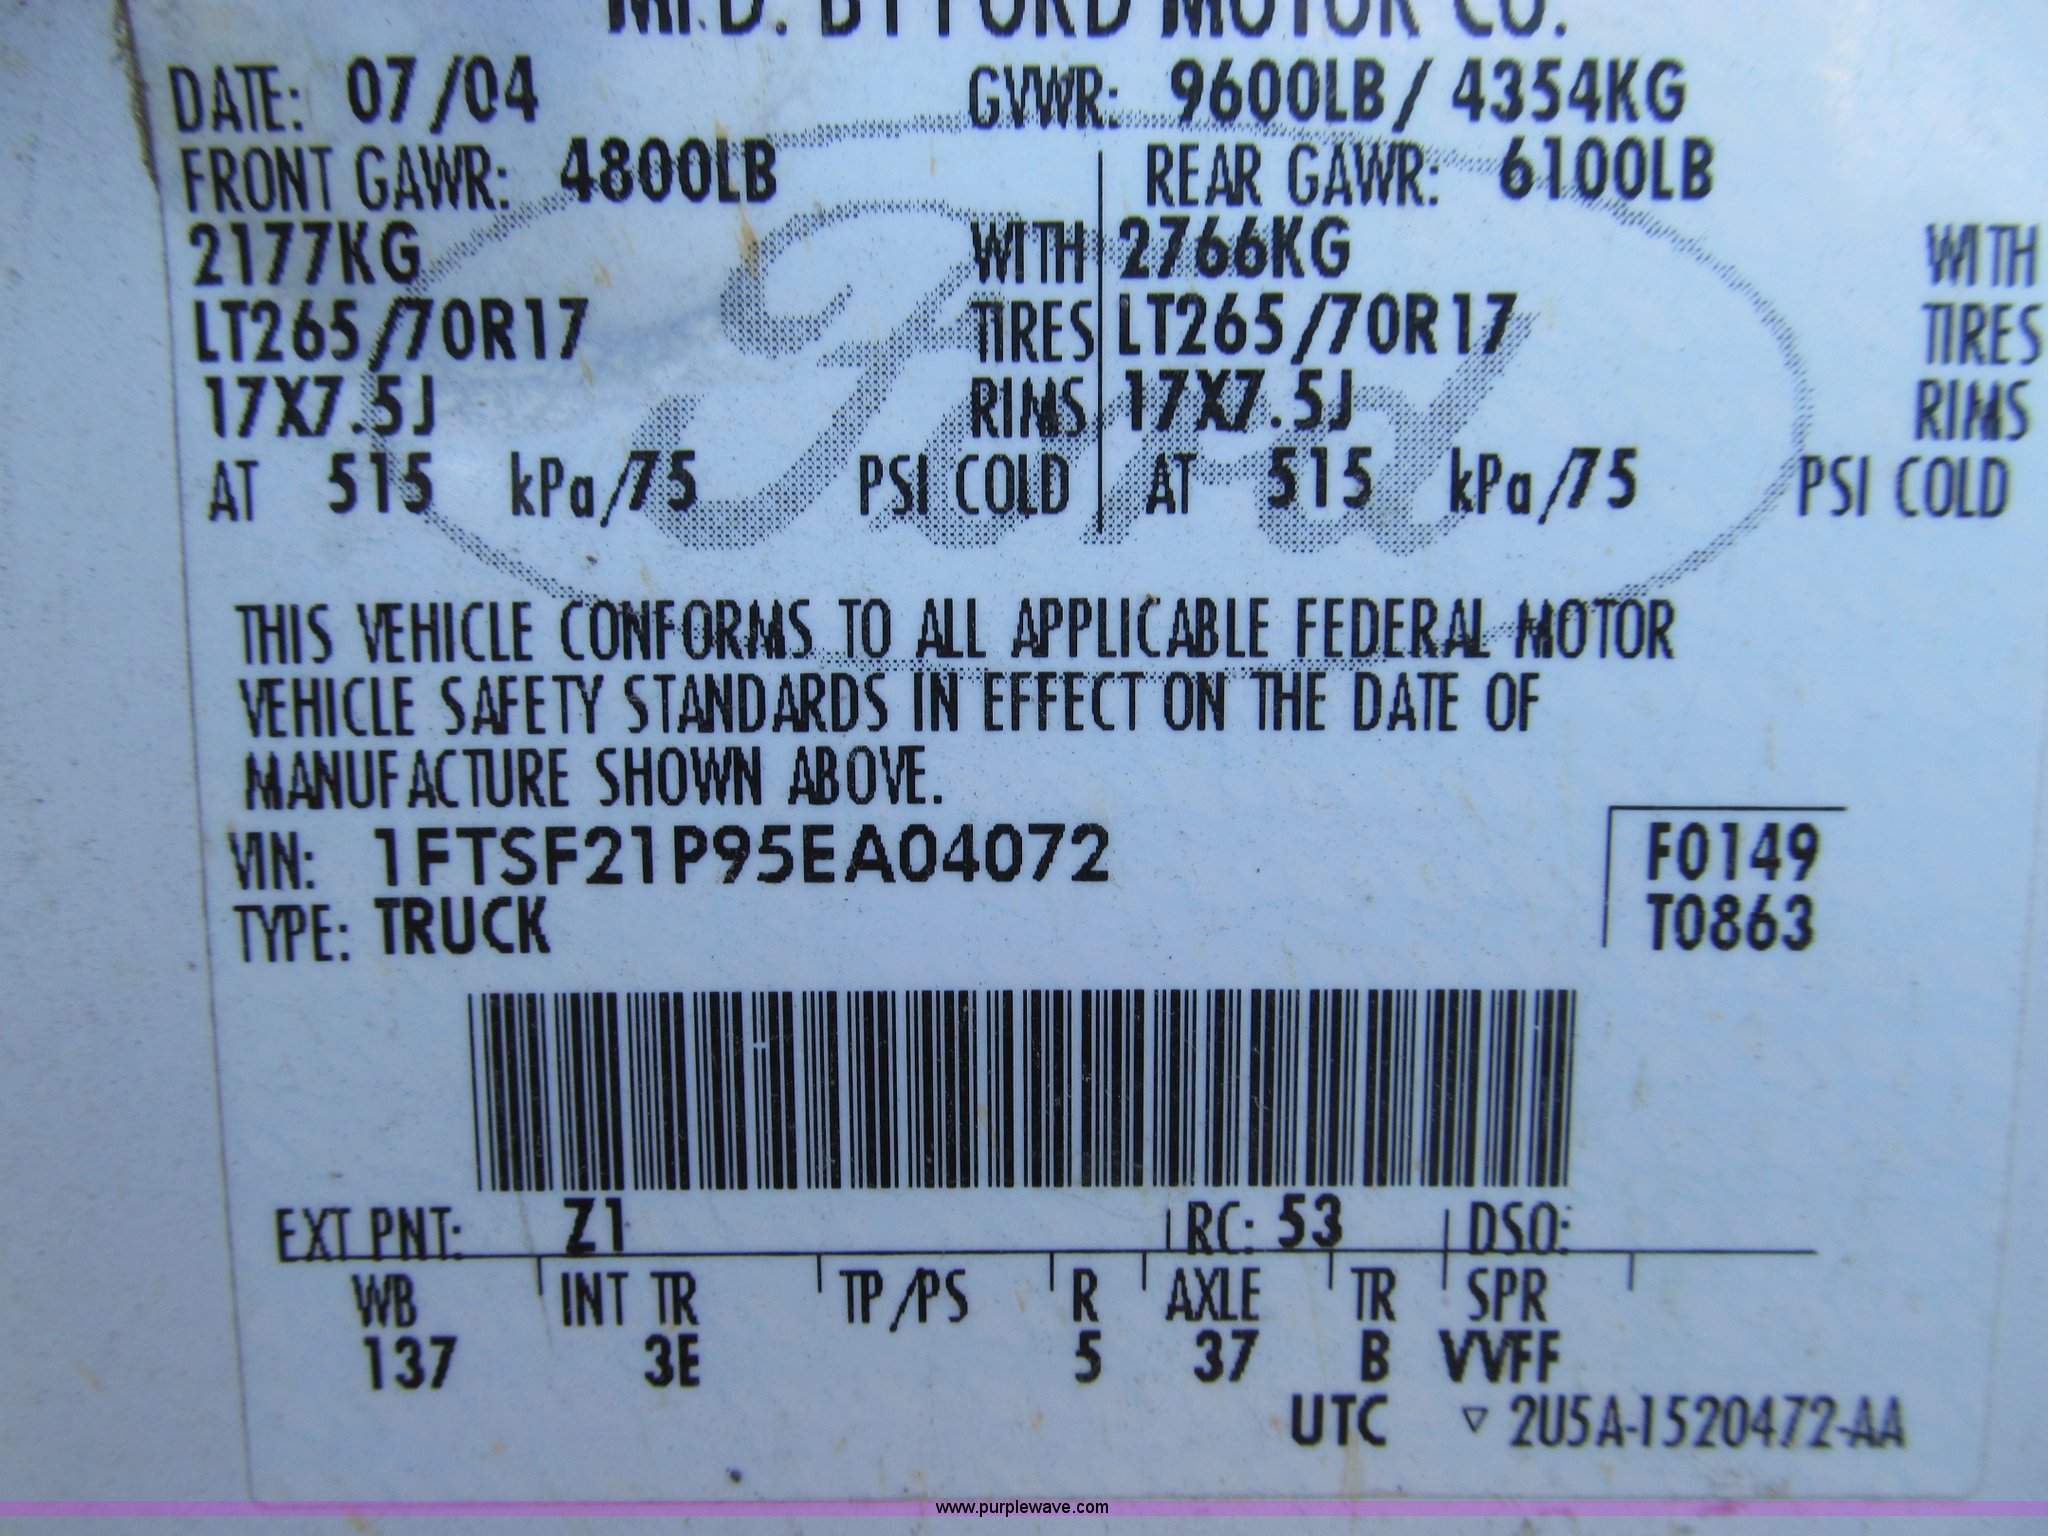 MFD. BY FORD MOTOR CO.
DATE: 07/04 GVWR: 9600LB / 4354KG
FRONT GAWR: 4800LB REAR GAWR: 6100LB
2177KG WITH 2766KG WITH
LT265/70R17 TIRES LT265/70R17 TIRES
17X7.5J RIMS 17X7.5J RIMS
AT 515 kPa/75 PSI COLD AT 515 kPa/75 PSI COLD
Ford
THIS VEHICLE CONFORMS TO ALL APPLICABLE FEDERAL MOTOR
VEHICLE SAFETY STANDARDS IN EFFECT ON THE DATE OF
MANUFACTURE SHOWN ABOVE.
VIN: 1FTSF21P95EA04072 F0149
TYPE: TRUCK T0863
EXT PNT: Z1 RC: 53 DSO:
WB INT TR TP/PS R AXLE TR SPR
137 3E 5 37 B VVFF
UTC ▽ 2U5A-1520472-AA
www.purplewave.com